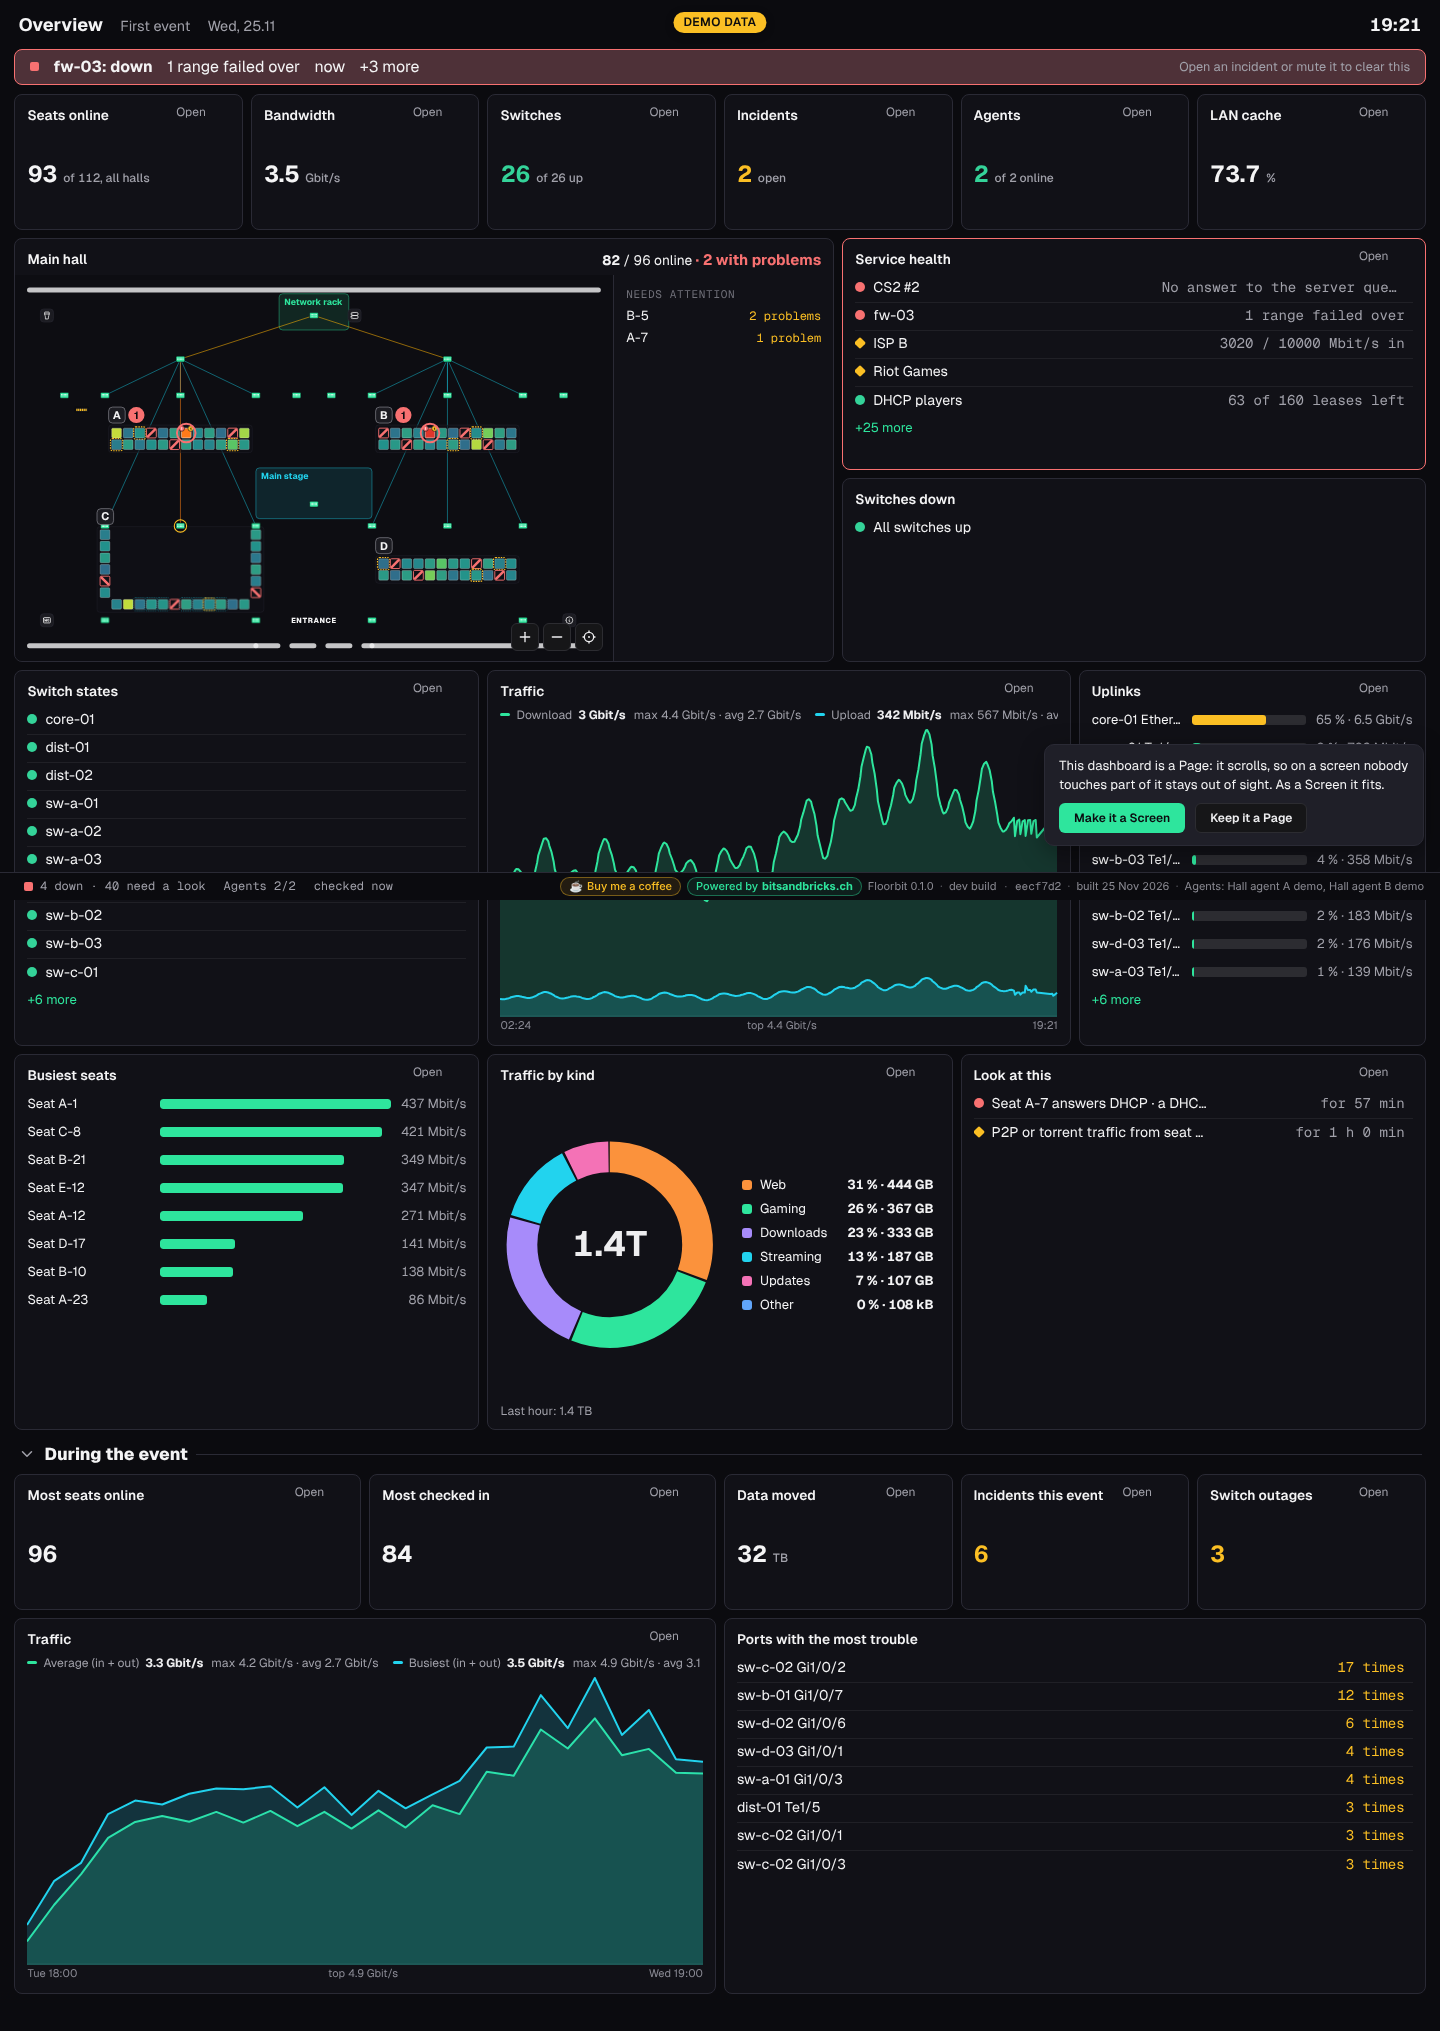 Overview First event Wed, 25.11 DEMO DATA 19:21
fw-03: down 1 range failed over now +3 more Open an incident or mute it to clear this
Seats online Open
93 of 112, all halls
Bandwidth Open
3.5 Gbit/s
Switches Open
26 of 26 up
Incidents Open
2 open
Agents Open
2 of 2 online
LAN cache Open
73.7 %
Main hall 82 / 96 online · 2 with problems
Network rack
A 1
B 1
Main stage
C
D
ENTRANCE
NEEDS ATTENTION
B-5 2 problems
A-7 1 problem
Service health Open
CS2 #2 No answer to the server que…
fw-03 1 range failed over
ISP B 3020 / 10000 Mbit/s in
Riot Games
DHCP players 63 of 160 leases left
+25 more
Switches down
All switches up
Switch states Open
core-01
dist-01
dist-02
sw-a-01
sw-a-02
sw-a-03
sw-b-02
sw-b-03
sw-c-01
+6 more
Traffic Open
Download 3 Gbit/s max 4.4 Gbit/s · avg 2.7 Gbit/s Upload 342 Mbit/s max 567 Mbit/s · av
02:24 top 4.4 Gbit/s 19:21
Uplinks Open
core-01 Ether… 65 % · 6.5 Gbit/s
This dashboard is a Page: it scrolls, so on a screen nobody
touches part of it stays out of sight. As a Screen it fits.
Make it a Screen Keep it a Page
sw-b-03 Te1/… 4 % · 358 Mbit/s
sw-b-02 Te1/… 2 % · 183 Mbit/s
sw-d-03 Te1/… 2 % · 176 Mbit/s
sw-a-03 Te1/… 1 % · 139 Mbit/s
+6 more
4 down · 40 need a look Agents 2/2 checked now ☕ Buy me a coffee Powered by bitsandbricks.ch Floorbit 0.1.0 · dev build · eecf7d2 · built 25 Nov 2026 · Agents: Hall agent A demo, Hall agent B demo
Busiest seats Open
Seat A-1 437 Mbit/s
Seat C-8 421 Mbit/s
Seat B-21 349 Mbit/s
Seat E-12 347 Mbit/s
Seat A-12 271 Mbit/s
Seat D-17 141 Mbit/s
Seat B-10 138 Mbit/s
Seat A-23 86 Mbit/s
Traffic by kind Open
1.4T
Web 31 % · 444 GB
Gaming 26 % · 367 GB
Downloads 23 % · 333 GB
Streaming 13 % · 187 GB
Updates 7 % · 107 GB
Other 0 % · 108 kB
Last hour: 1.4 TB
Look at this Open
Seat A-7 answers DHCP · a DHC… for 57 min
P2P or torrent traffic from seat … for 1 h 0 min
During the event
Most seats online Open
96
Most checked in Open
84
Data moved Open
32 TB
Incidents this event Open
6
Switch outages Open
3
Traffic Open
Average (in + out) 3.3 Gbit/s max 4.2 Gbit/s · avg 2.7 Gbit/s Busiest (in + out) 3.5 Gbit/s max 4.9 Gbit/s · avg 3.1
Tue 18:00 top 4.9 Gbit/s Wed 19:00
Ports with the most trouble
sw-c-02 Gi1/0/2 17 times
sw-b-01 Gi1/0/7 12 times
sw-d-02 Gi1/0/6 6 times
sw-d-03 Gi1/0/1 4 times
sw-a-01 Gi1/0/3 4 times
dist-01 Te1/5 3 times
sw-c-02 Gi1/0/1 3 times
sw-c-02 Gi1/0/3 3 times